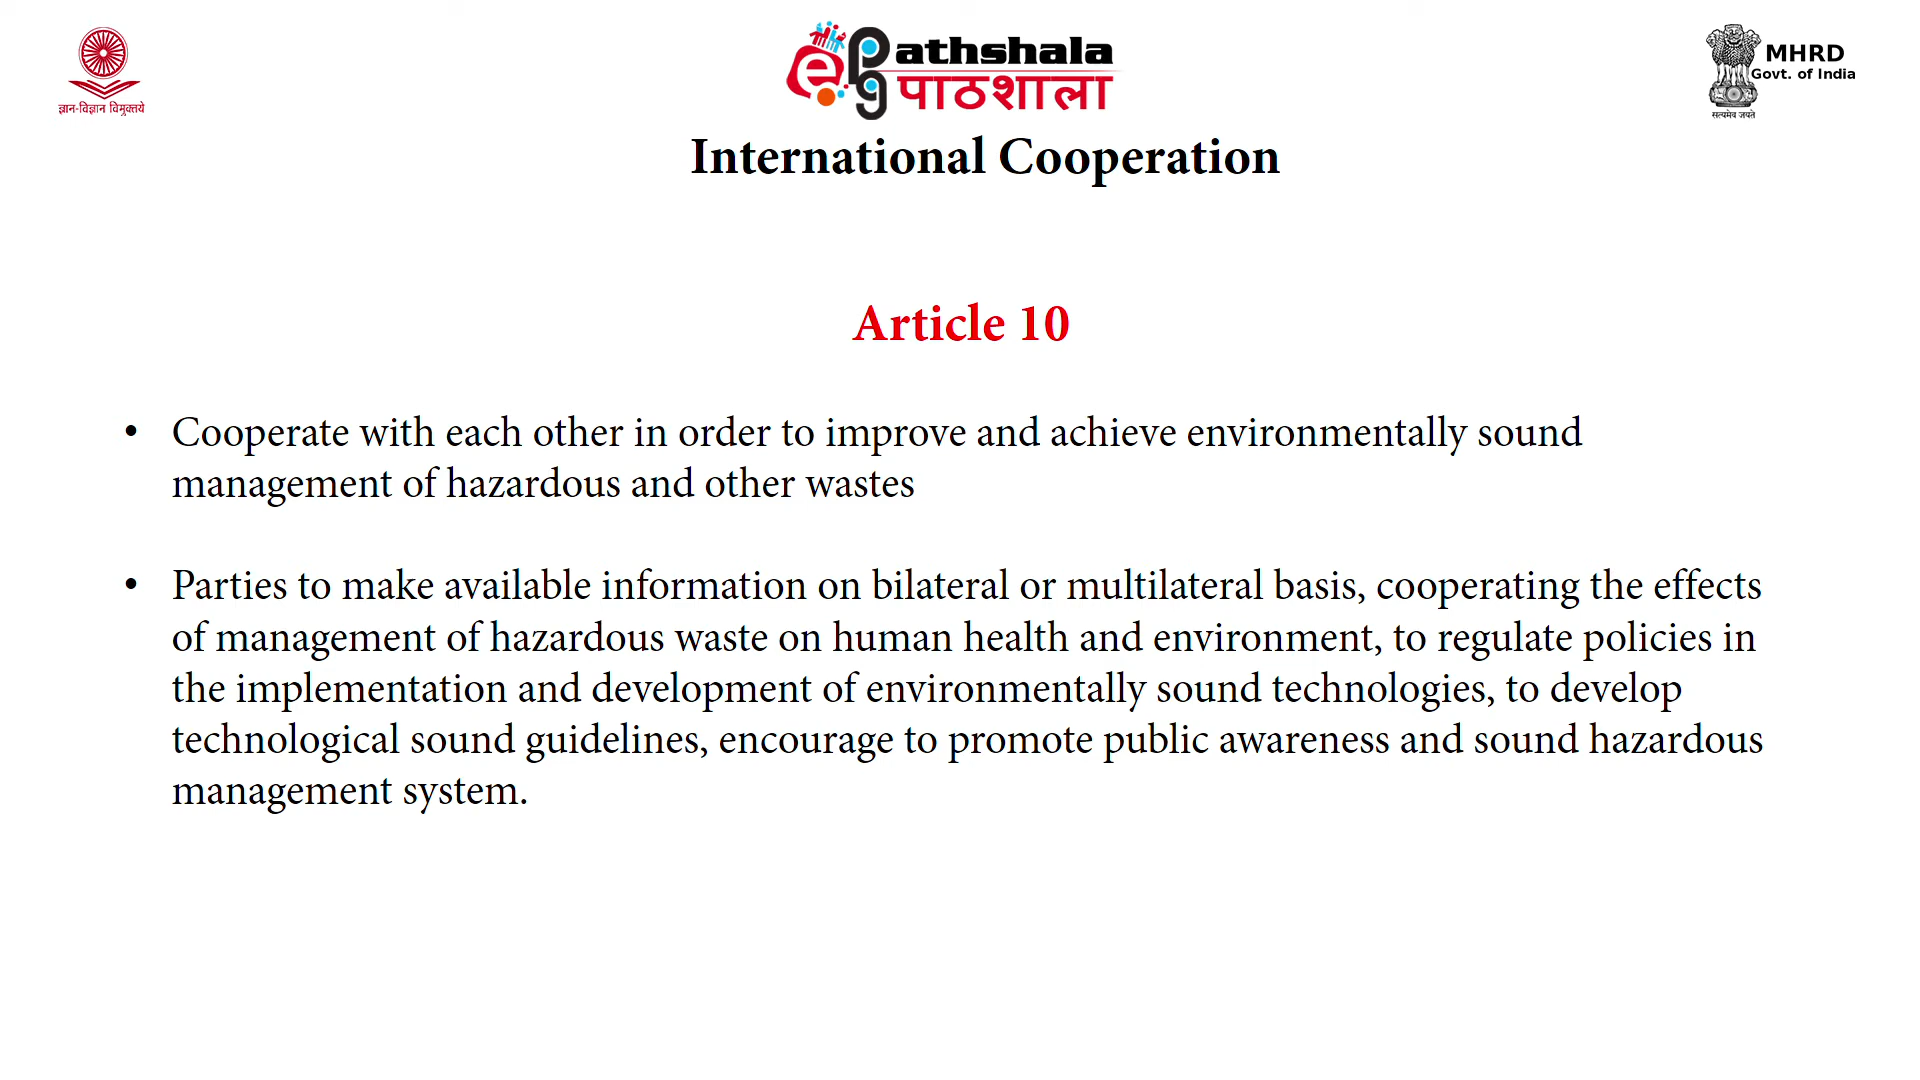 ज्ञान-विज्ञान विमुक्तये
e pg athshala
पाठशाला
MHRD
Govt. of India
सत्यमेव जयते
International Cooperation
Article 10
• Cooperate with each other in order to improve and achieve environmentally sound
management of hazardous and other wastes
• Parties to make available information on bilateral or multilateral basis, cooperating the effects
of management of hazardous waste on human health and environment, to regulate policies in
the implementation and development of environmentally sound technologies, to develop
technological sound guidelines, encourage to promote public awareness and sound hazardous
management system.